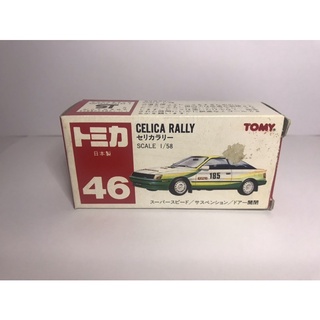 トミカ
日本製
46
CELICA RALLY
セリカラリー
SCALE 1/58
TOMY.
185
スーパースピード/サスペンション/ドアー開閉